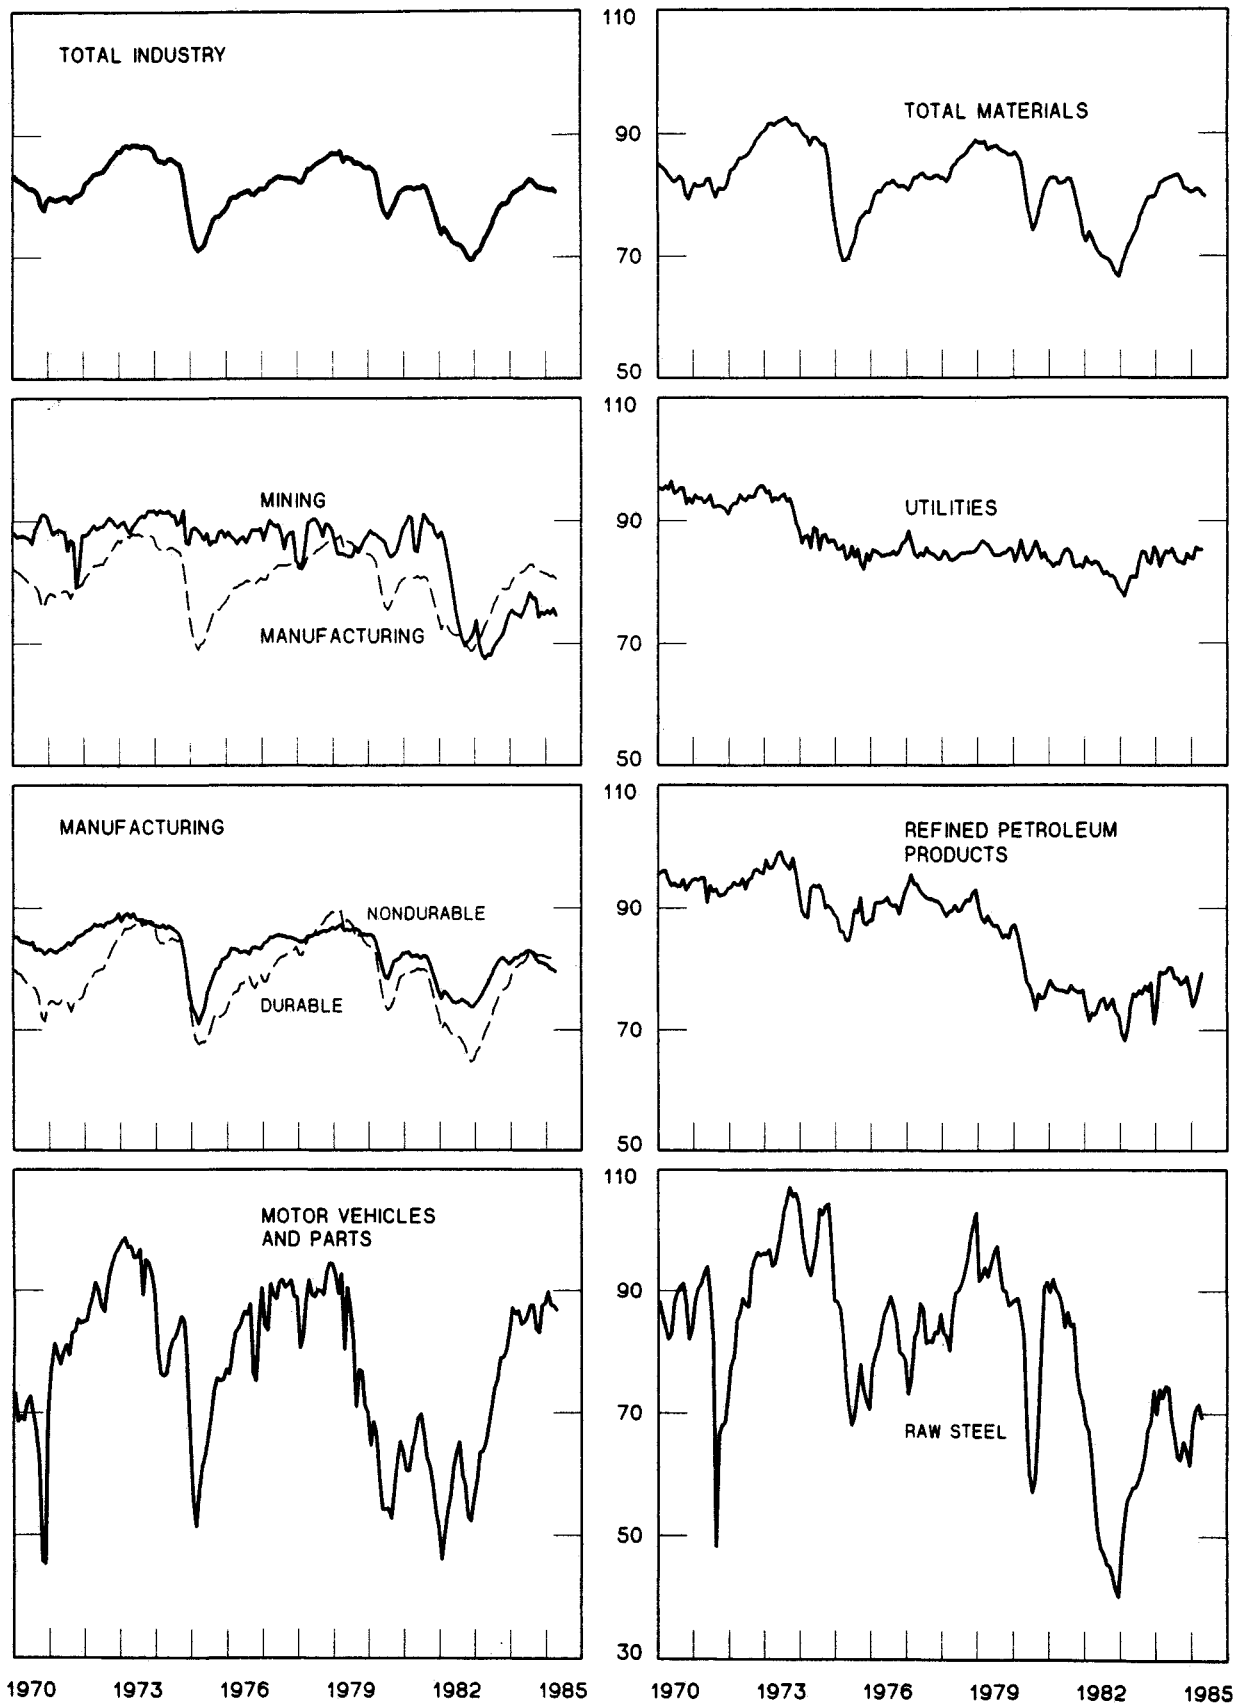 TOTAL INDUSTRY
110
TOTAL MATERIALS
90
70
50
MINING
MANUFACTURING
110
UTILITIES
90
70
50
MANUFACTURING
NONDURABLE
DURABLE
110
REFINED PETROLEUM
PRODUCTS
90
70
50
MOTOR VEHICLES
AND PARTS
110
90
70
RAW STEEL
50
30
1970 1973 1976 1979 1982 1985
1970 1973 1976 1979 1982 1985